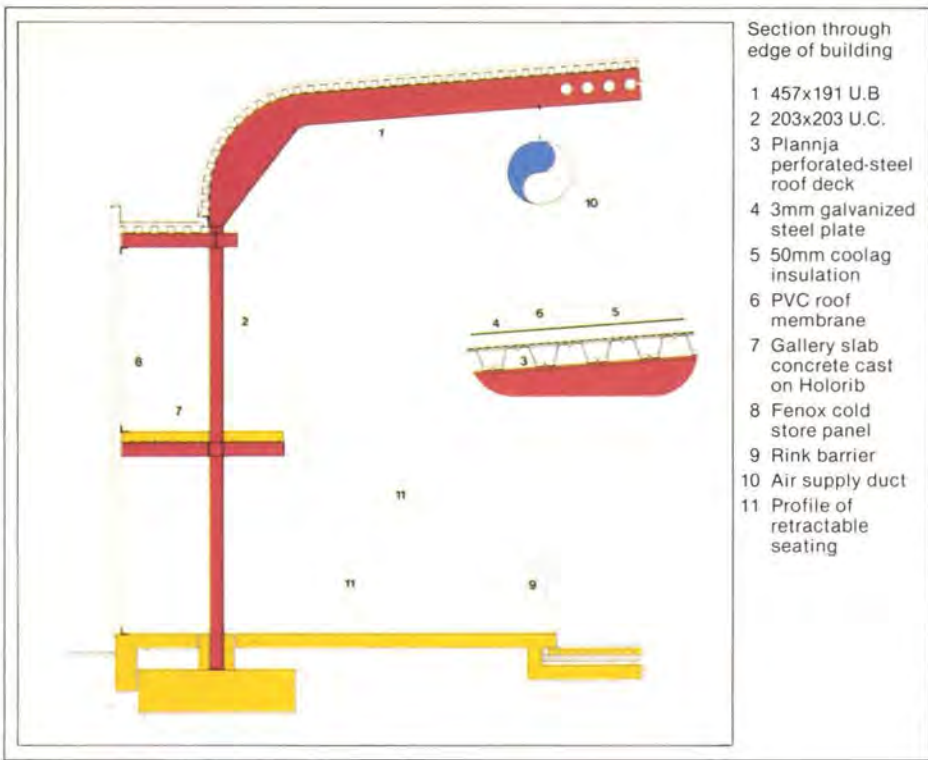 Section through
edge of building
1 457x191 U.B
2 203x203 U.C.
3 Plannja
perforated-steel
roof deck
4 3mm galvanized
steel plate
5 50mm coolag
insulation
6 PVC roof
membrane
7 Gallery slab
concrete cast
on Holorib
8 Fenox cold
store panel
9 Rink barrier
10 Air supply duct
11 Profile of
retractable
seating
1
10
2
4 6 5
3
8
7
11
11 9